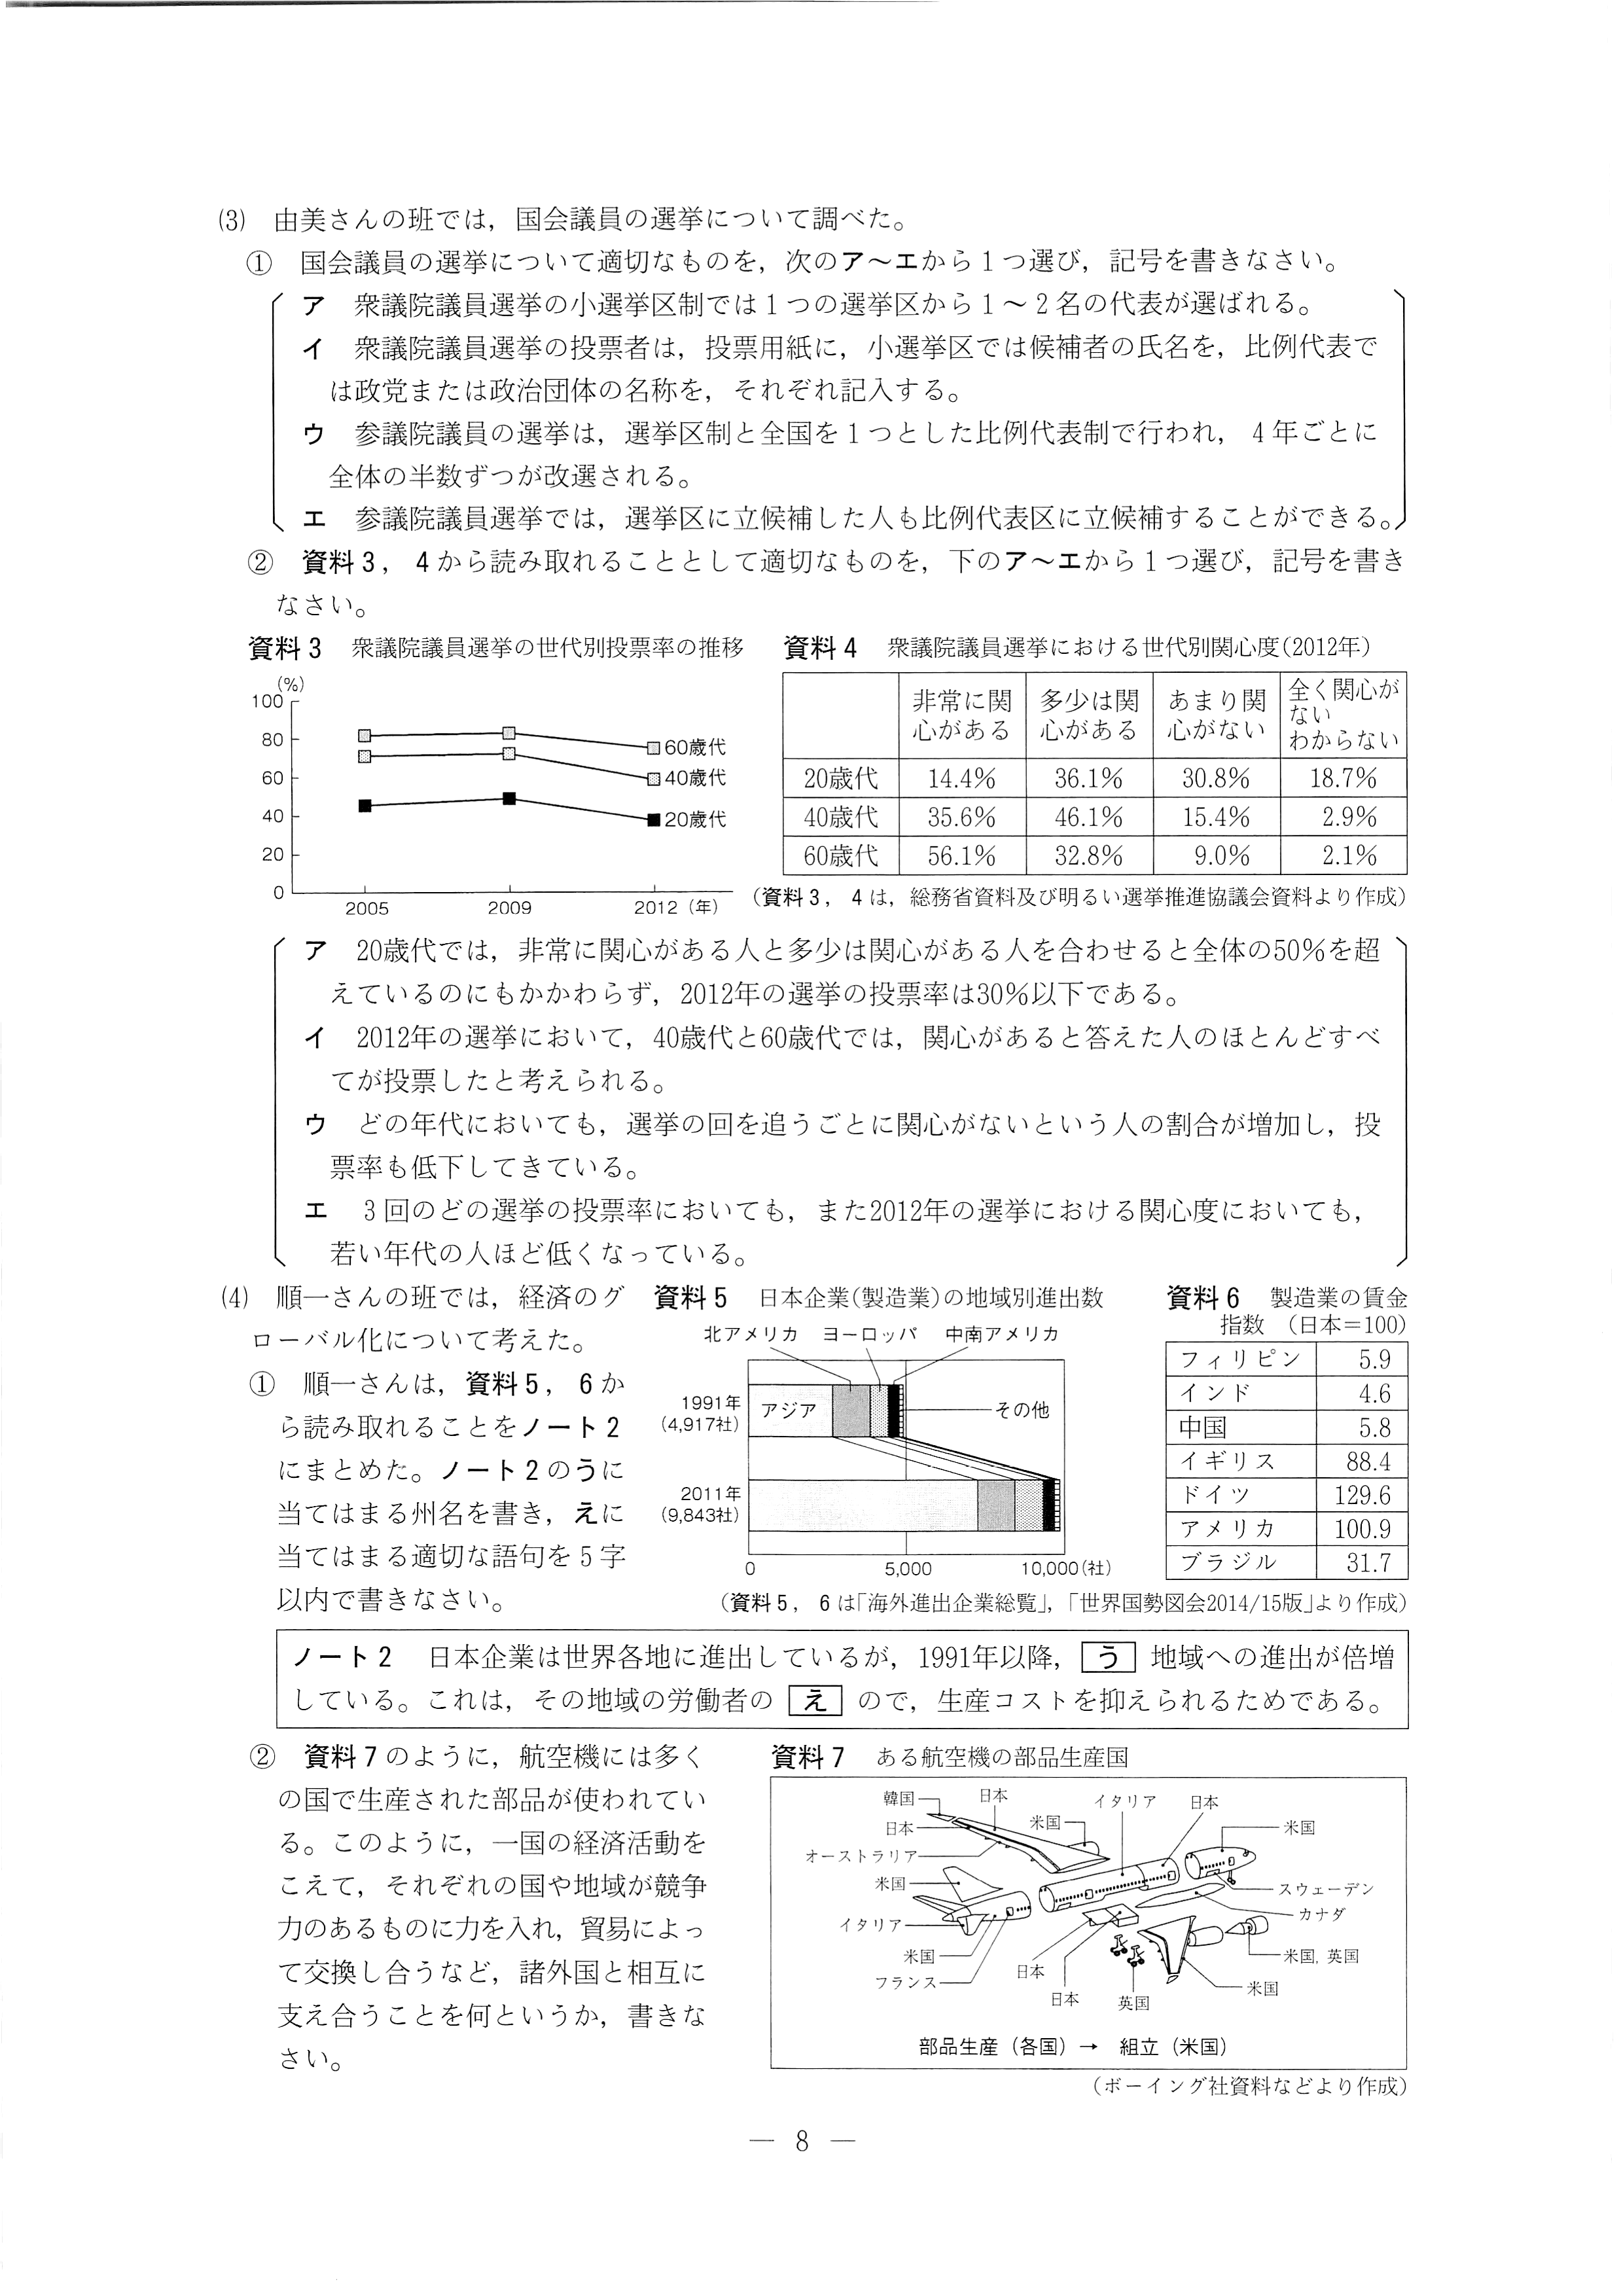 (3) 由美さんの班では，国会議員の選挙について調べた。
① 国会議員の選挙について適切なものを，次のア～エから1つ選び，記号を書きなさい。
ア 衆議院議員選挙の小選挙区制では1つの選挙区から1～2名の代表が選ばれる。
イ 衆議院議員選挙の投票者は，投票用紙に，小選挙区では候補者の氏名を，比例代表で
は政党または政治団体の名称を，それぞれ記入する。
ウ 参議院議員の選挙は，選挙区制と全国を1つとした比例代表制で行われ，4年ごとに
全体の半数ずつが改選される。
エ 参議院議員選挙では，選挙区に立候補した人も比例代表区に立候補することができる。
② 資料3，4から読み取れることとして適切なものを，下のア～エから1つ選び，記号を書き
なさい。
資料3 衆議院議員選挙の世代別投票率の推移
(%)
100
80
60
40
20
0
60歳代
40歳代
20歳代
2005 2009 2012 (年)
資料4 衆議院議員選挙における世代別関心度(2012年)
非常に関心がある 多少は関心がある あまり関心がない 全く関心がない わからない
20歳代 14.4% 36.1% 30.8% 18.7%
40歳代 35.6% 46.1% 15.4% 2.9%
60歳代 56.1% 32.8% 9.0% 2.1%
(資料3，4は，総務省資料及び明るい選挙推進協議会資料より作成)
ア 20歳代では，非常に関心がある人と多少は関心がある人を合わせると全体の50%を超
えているのにもかかわらず，2012年の選挙の投票率は30%以下である。
イ 2012年の選挙において，40歳代と60歳代では，関心があると答えた人のほとんどすべ
てが投票したと考えられる。
ウ どの年代においても，選挙の回を追うごとに関心がないという人の割合が増加し，投
票率も低下してきている。
エ 3回のどの選挙の投票率においても，また2012年の選挙における関心度においても，
若い年代の人ほど低くなっている。
(4) 順一さんの班では，経済のグ
ローバル化について考えた。
① 順一さんは，資料5，6か
ら読み取れることをノート2
にまとめた。ノート2のうに
当てはまる州名を書き，えに
当てはまる適切な語句を5字
以内で書きなさい。
資料5 日本企業(製造業)の地域別進出数
北アメリカ ヨーロッパ 中南アメリカ
1991年
(4,917社)
アジア
その他
2011年
(9,843社)
0 5,000 10,000(社)
資料6 製造業の賃金
指数 (日本=100)
フィリピン 5.9
インド 4.6
中国 5.8
イギリス 88.4
ドイツ 129.6
アメリカ 100.9
ブラジル 31.7
(資料5，6は「海外進出企業総覧」，「世界国勢図会2014/15版」より作成)
ノート2 日本企業は世界各地に進出しているが，1991年以降， う 地域への進出が倍増
している。これは，その地域の労働者の え ので，生産コストを抑えられるためである。
② 資料7のように，航空機には多く
の国で生産された部品が使われてい
る。このように，一国の経済活動を
こえて，それぞれの国や地域が競争
力のあるものに力を入れ，貿易によっ
て交換し合うなど，諸外国と相互に
支え合うことを何というか，書きな
さい。
資料7 ある航空機の部品生産国
韓国
日本
イタリア
日本
日本
米国
米国
オーストラリア
米国
スウェーデン
カナダ
イタリア
米国
米国，英国
フランス
日本
米国
日本
英国
部品生産 (各国) → 組立 (米国)
(ボーイング社資料などより作成)
— 8 —